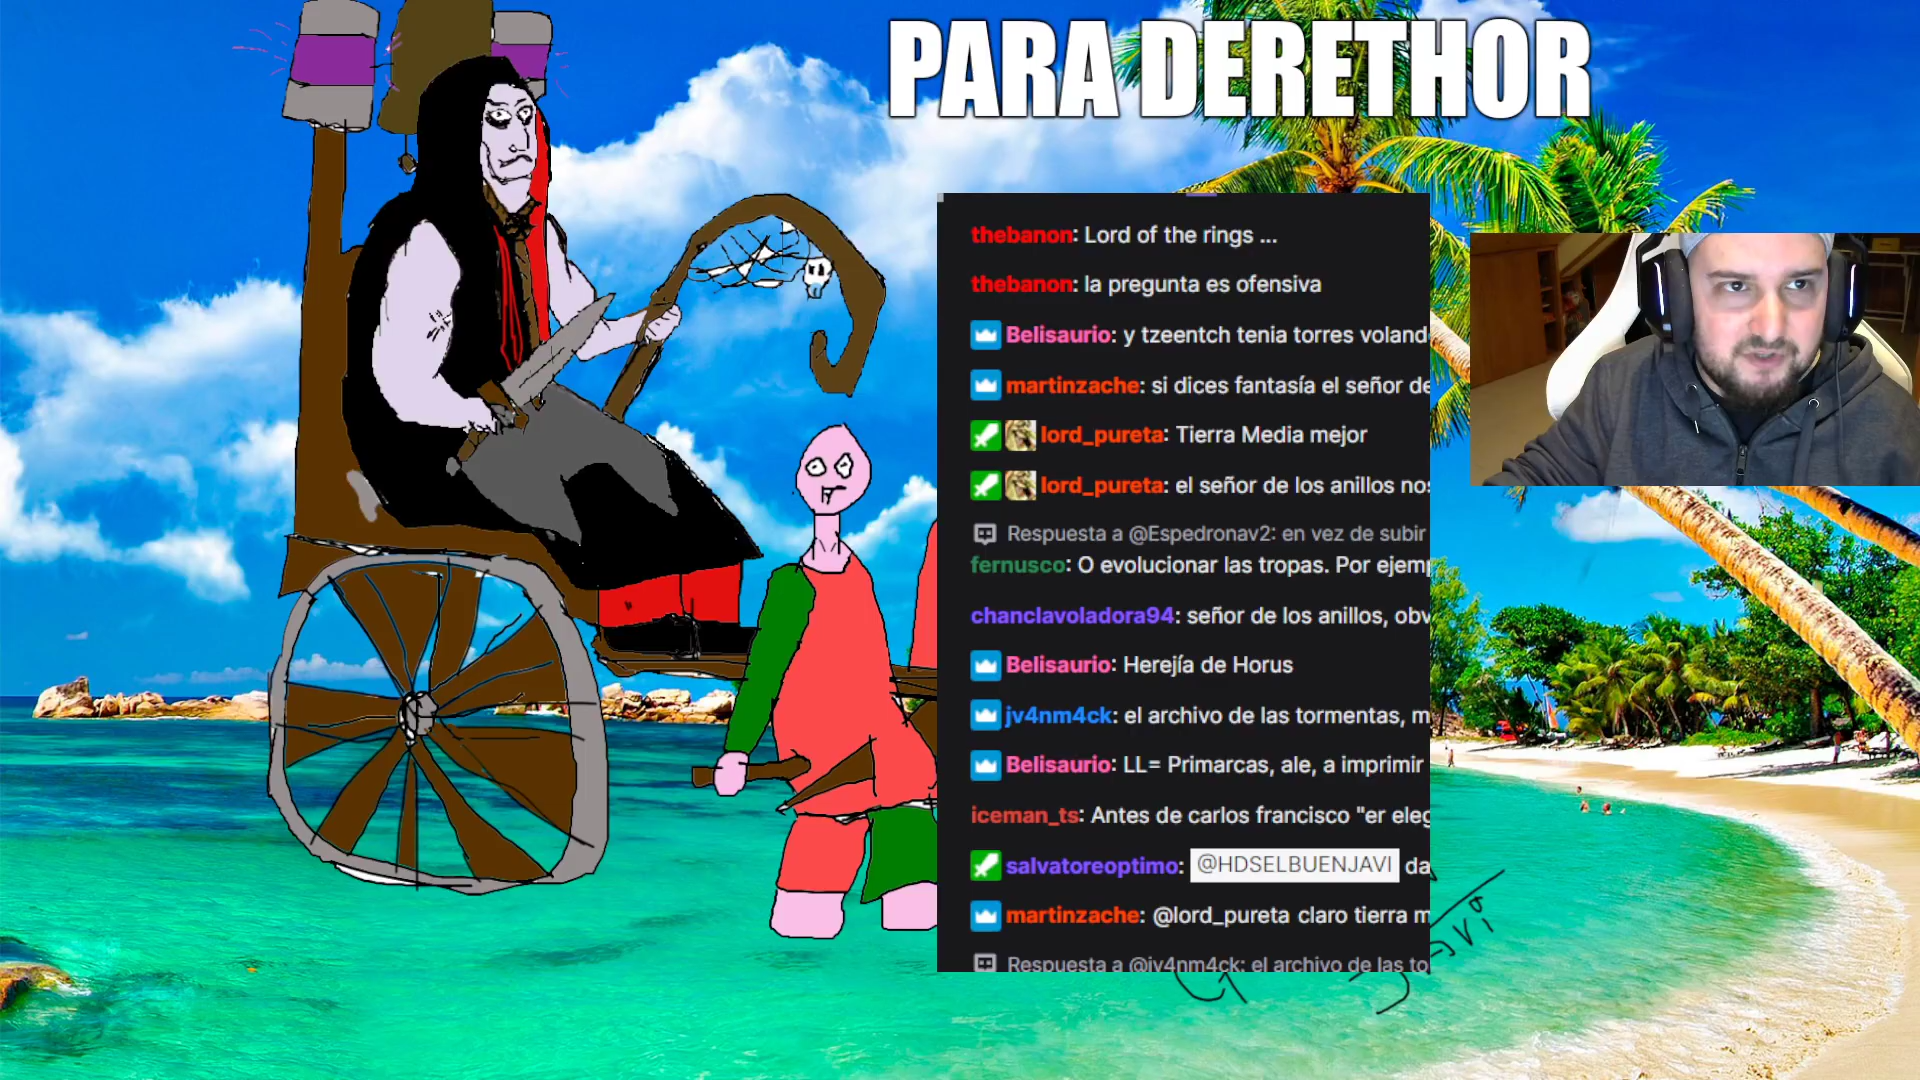 PARA DERETHOR
thebanon: Lord of the rings ...
thebanon: la pregunta es ofensiva
Belisaurio: y tzeentch tenia torres voland
martinzache: si dices fantasía el señor de
lord_pureta: Tierra Media mejor
lord_pureta: el señor de los anillos nos
Respuesta a @Espedronav2: en vez de subir
fernusco: O evolucionar las tropas. Por ejemp
chanclavoladora94: señor de los anillos, obv
Belisaurio: Herejía de Horus
jv4nm4ck: el archivo de las tormentas, m
Belisaurio: LL= Primarcas, ale, a imprimir
iceman_ts: Antes de carlos francisco "er eleg
salvatoreoptimo: @HDSELBUENJAVI da
martinzache: @lord_pureta claro tierra m
Respuesta a @jv4nm4ck: el archivo de las to